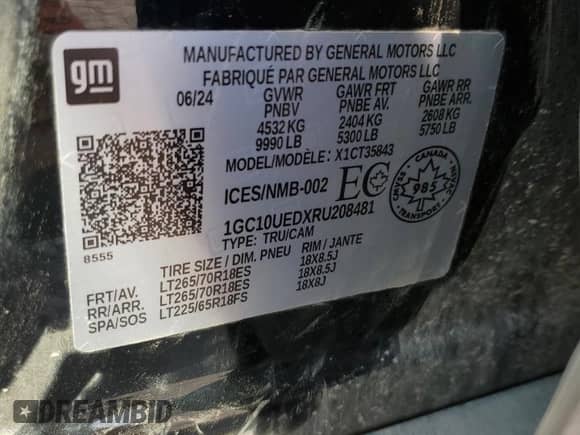 gm
MANUFACTURED BY GENERAL MOTORS LLC
FABRIQUÉ PAR GENERAL MOTORS LLC
06/24 GVWR GAWR FRT GAWR RR
PNBV PNBE AV. PNBE ARR.
4532 KG 2404 KG 2608 KG
9990 LB 5300 LB 5750 LB
MODEL/MODÈLE: X1CT35843
ICES/NMB-002 EC
CANADA
TRANSPORT
985
TRANSPORTS
1GC10UEDXRU208481
TYPE: TRU/CAM
8555
TIRE SIZE / DIM. PNEU RIM / JANTE
FRT/AV. LT265/70R18ES 18X8.5J
RR/ARR. LT265/70R18ES 18X8.5J
SPA/SOS LT225/65R18FS 18X8J
DREAMBID